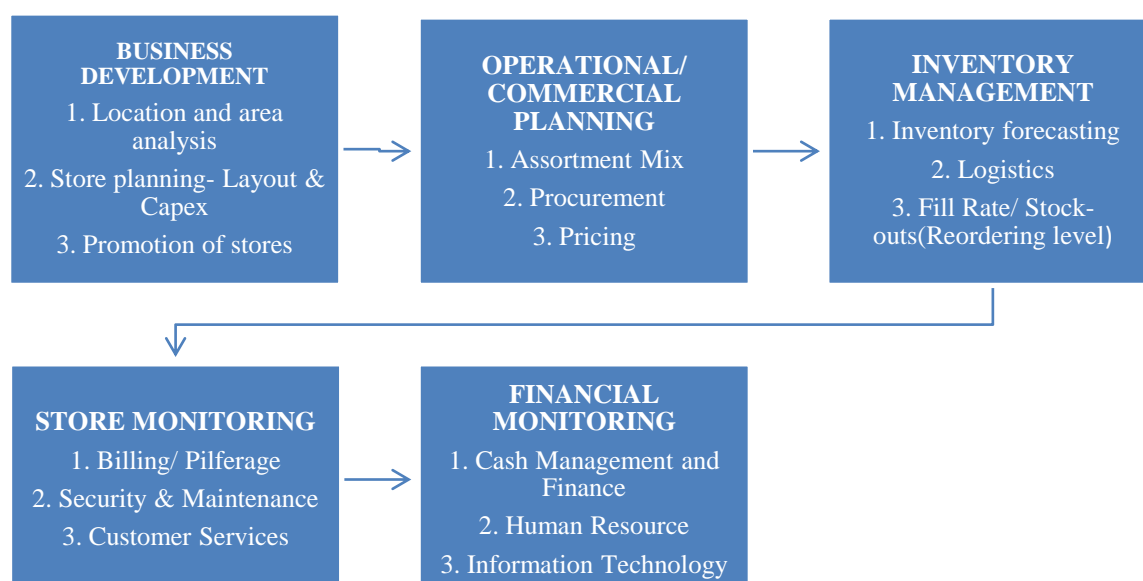 BUSINESS
DEVELOPMENT
1. Location and area
analysis
2. Store planning- Layout &
Capex
3. Promotion of stores
OPERATIONAL/
COMMERCIAL
PLANNING
1. Assortment Mix
2. Procurement
3. Pricing
INVENTORY
MANAGEMENT
1. Inventory forecasting
2. Logistics
3. Fill Rate/ Stock-
outs(Reordering level)
STORE MONITORING
1. Billing/ Pilferage
2. Security & Maintenance
3. Customer Services
FINANCIAL
MONITORING
1. Cash Management and
Finance
2. Human Resource
3. Information Technology